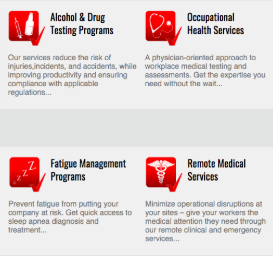 Alcohol & Drug
Testing Programs
Our services reduce the risk of
injuries,incidents, and accidents, while
improving productivity and ensuring
compliance with applicable
regulations...
Occupational
Health Services
A physician-oriented approach to
workplace medical testing and
assessments. Get the expertise you
need without the wait...
zZZ
Fatigue Management
Programs
Prevent fatigue from putting your
company at risk. Get quick access to
sleep apnea diagnosis and
treatment...
Remote Medical
Services
Minimize operational disruptions at
your sites – give your workers the
medical attention they need through
our remote clinical and emergency
services...